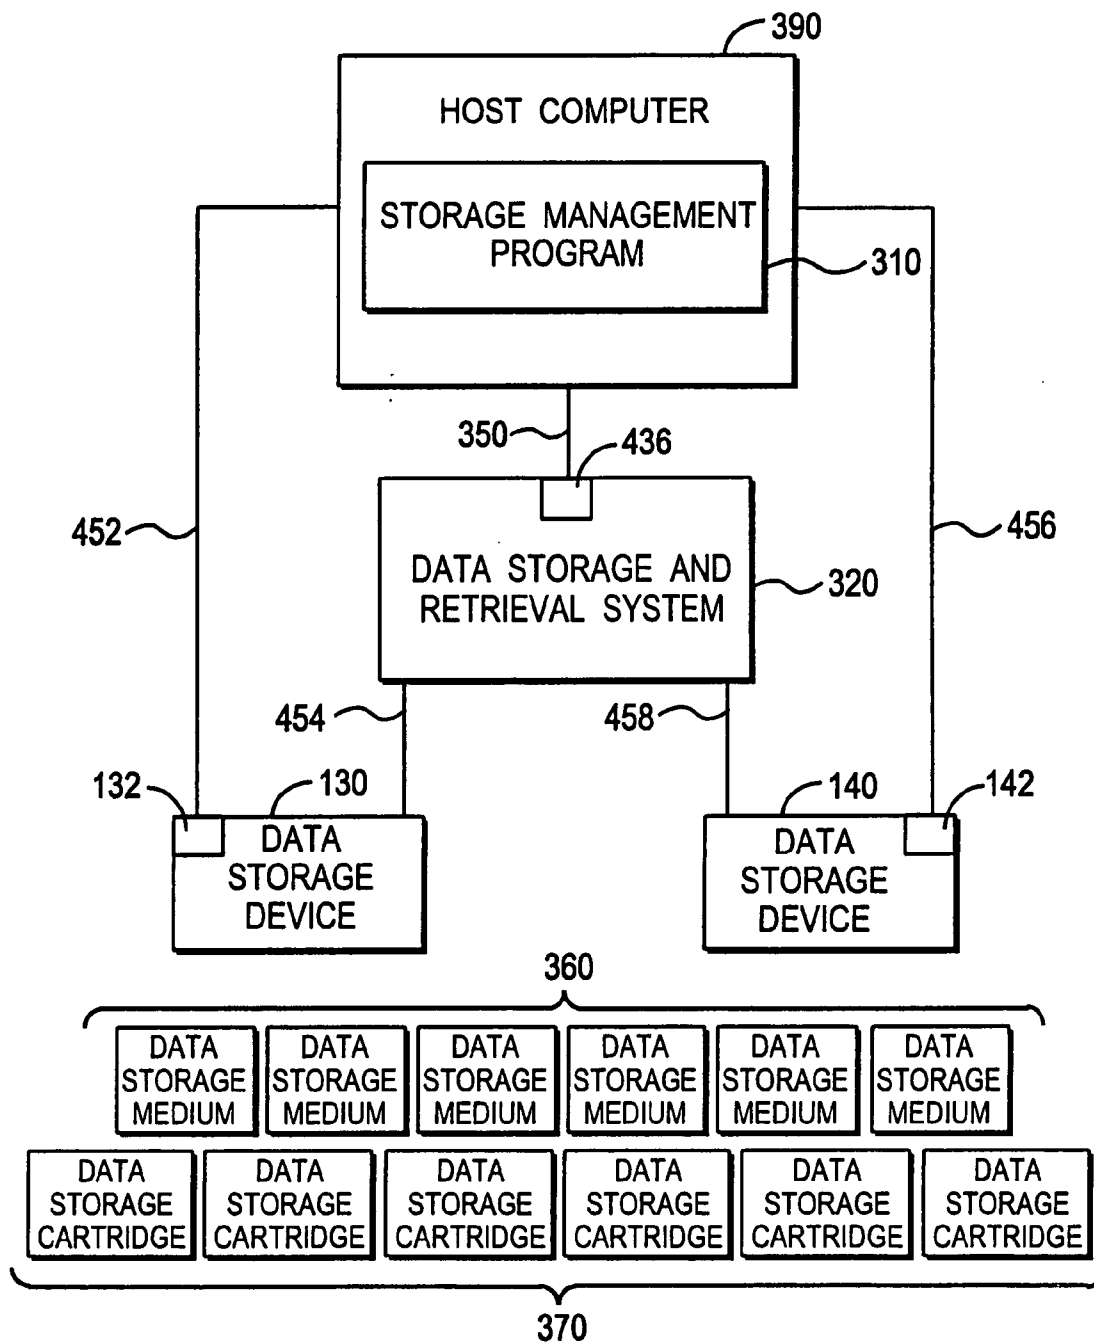 390
HOST COMPUTER
STORAGE MANAGEMENT
PROGRAM
310
350
436
452
456
DATA STORAGE AND
RETRIEVAL SYSTEM
320
454
458
132
130
140
142
DATA
STORAGE
DEVICE
DATA
STORAGE
DEVICE
360
DATA
STORAGE
MEDIUM
DATA
STORAGE
MEDIUM
DATA
STORAGE
MEDIUM
DATA
STORAGE
MEDIUM
DATA
STORAGE
MEDIUM
DATA
STORAGE
MEDIUM
DATA
STORAGE
CARTRIDGE
DATA
STORAGE
CARTRIDGE
DATA
STORAGE
CARTRIDGE
DATA
STORAGE
CARTRIDGE
DATA
STORAGE
CARTRIDGE
DATA
STORAGE
CARTRIDGE
370